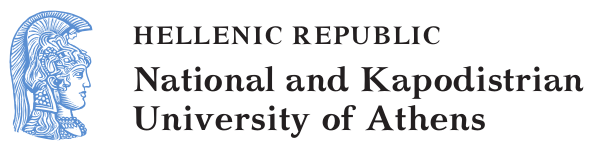 HELLENIC REPUBLIC
National and Kapodistrian
University of Athens